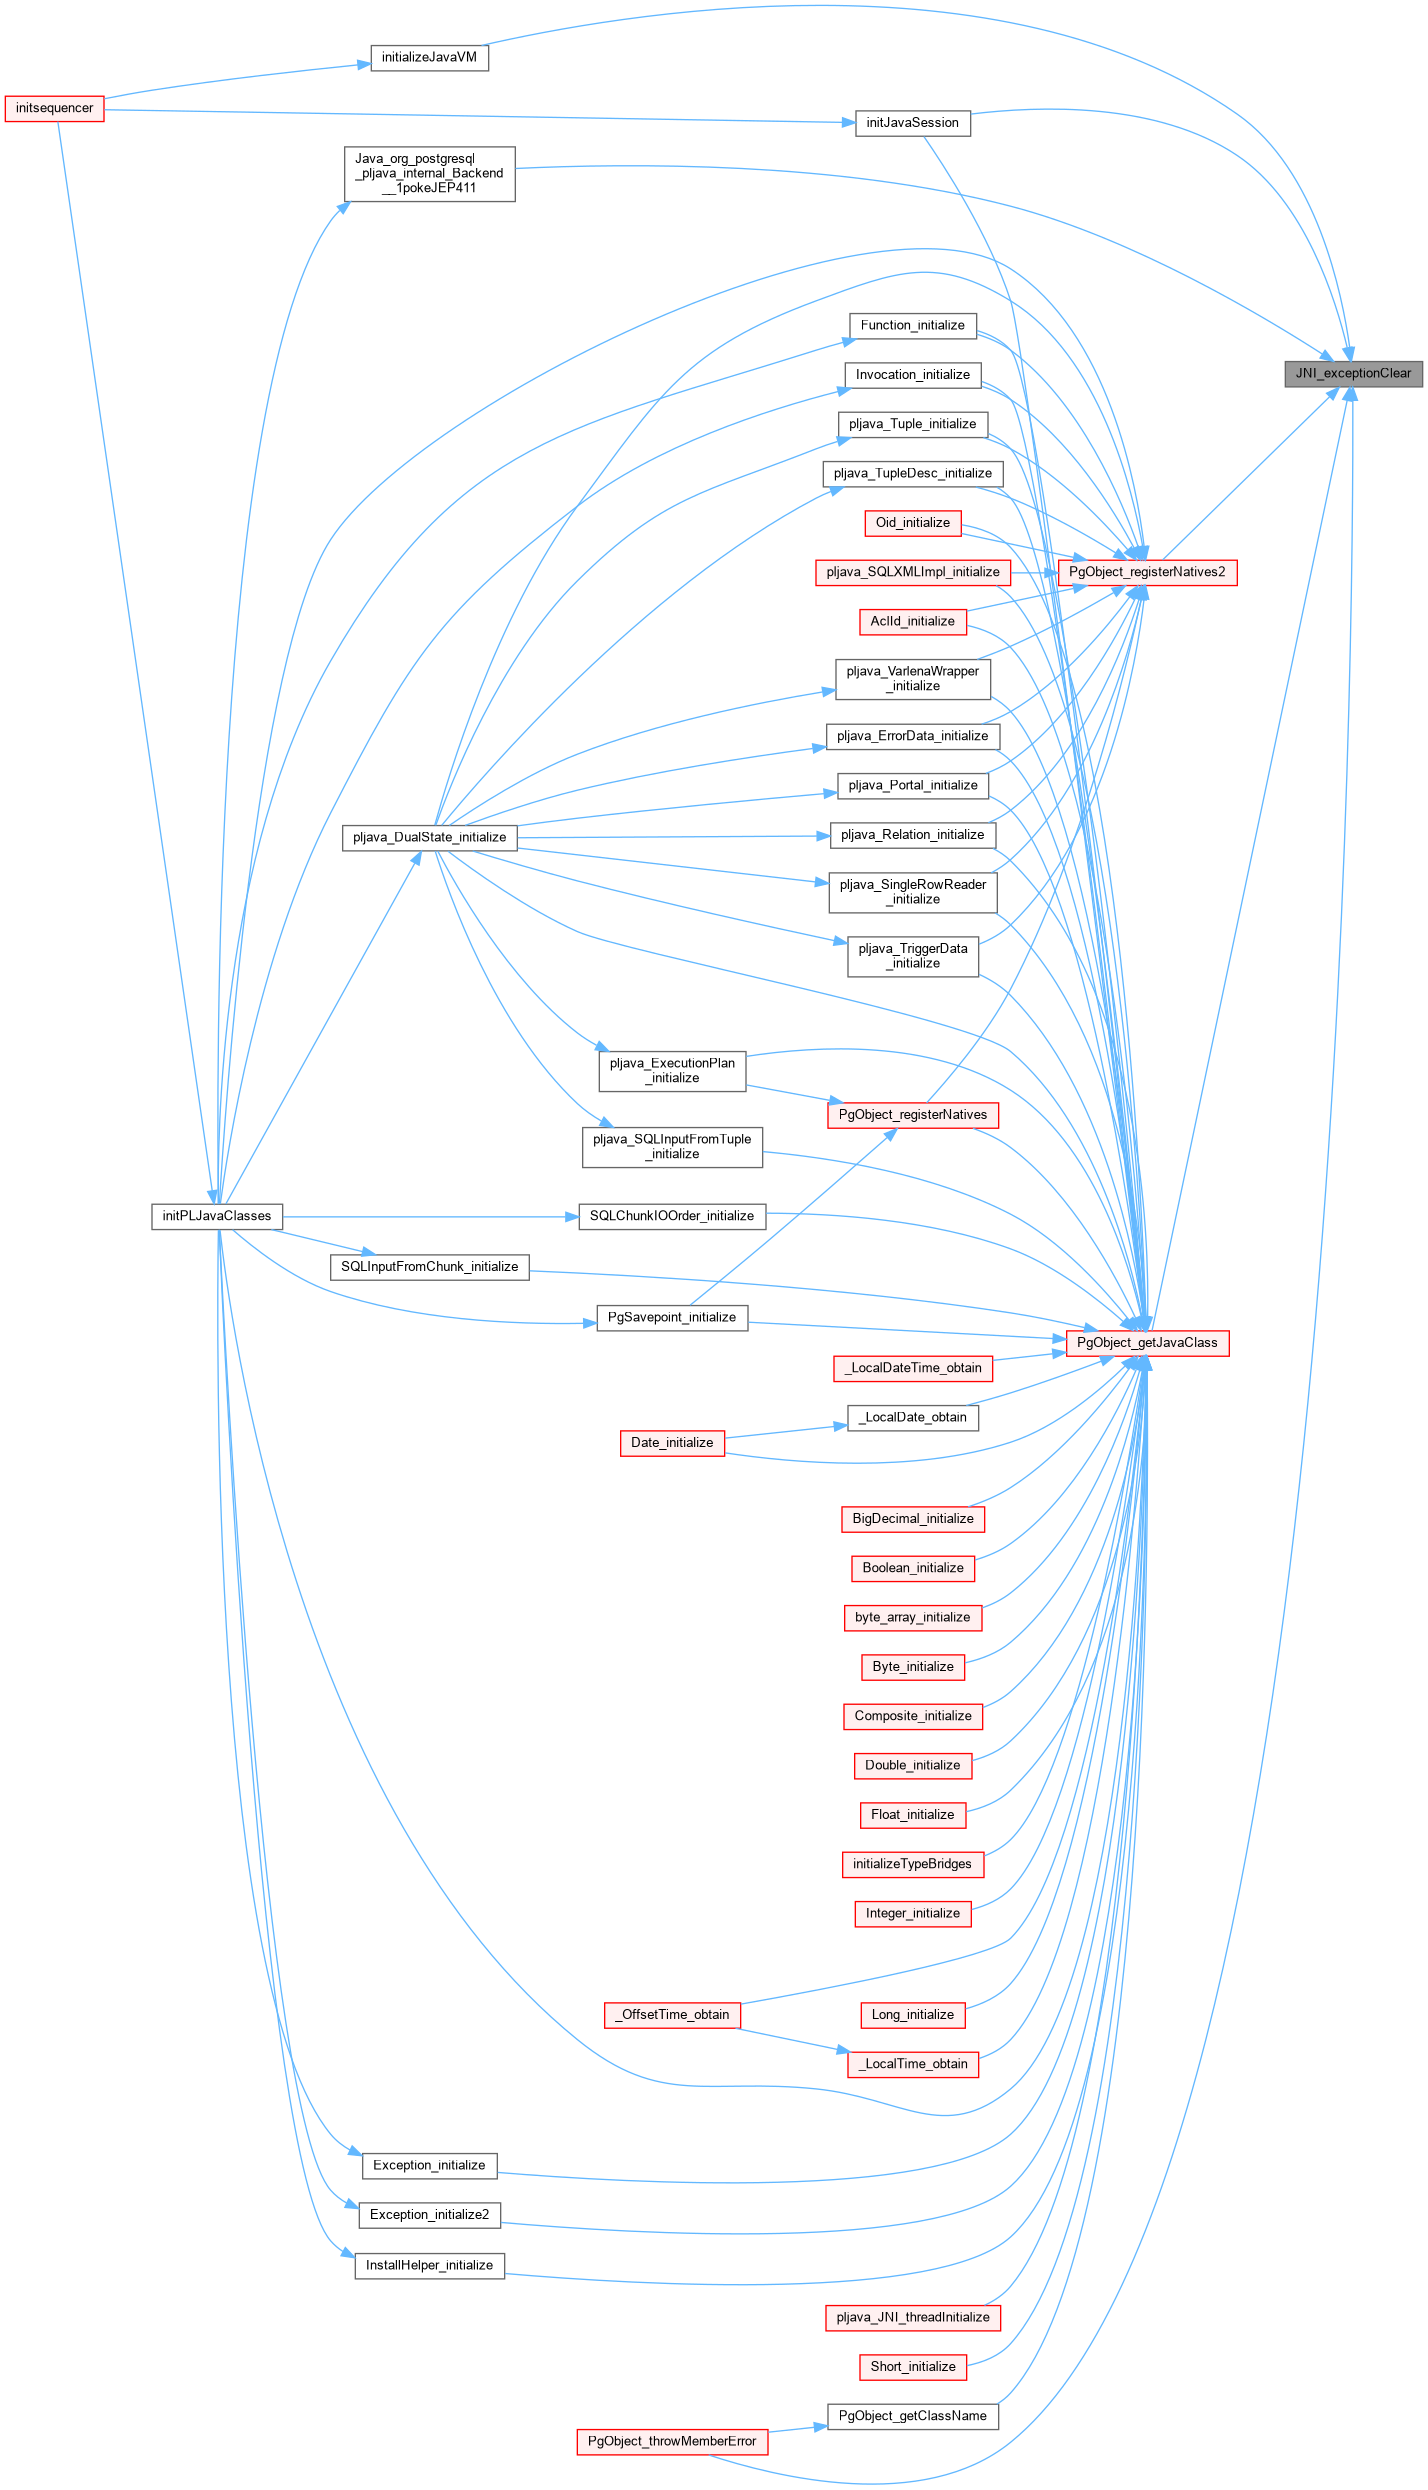 initializeJavaVM
initsequencer
initJavaSession
Java_org_postgresql
_pljava_internal_Backend
__1pokeJEP411
Function_initialize
Invocation_initialize
JNI_exceptionClear
pljava_Tuple_initialize
pljava_TupleDesc_initialize
Oid_initialize
pljava_SQLXMLImpl_initialize
PgObject_registerNatives2
AclId_initialize
pljava_VarlenaWrapper
_initialize
pljava_ErrorData_initialize
pljava_Portal_initialize
pljava_DualState_initialize
pljava_Relation_initialize
pljava_SingleRowReader
_initialize
pljava_TriggerData
_initialize
pljava_ExecutionPlan
_initialize
PgObject_registerNatives
pljava_SQLInputFromTuple
_initialize
initPLJavaClasses
SQLChunkIOOrder_initialize
SQLInputFromChunk_initialize
PgSavepoint_initialize
PgObject_getJavaClass
_LocalDateTime_obtain
_LocalDate_obtain
Date_initialize
BigDecimal_initialize
Boolean_initialize
byte_array_initialize
Byte_initialize
Composite_initialize
Double_initialize
Float_initialize
initializeTypeBridges
Integer_initialize
_OffsetTime_obtain
Long_initialize
_LocalTime_obtain
Exception_initialize
Exception_initialize2
InstallHelper_initialize
pljava_JNI_threadInitialize
Short_initialize
PgObject_getClassName
PgObject_throwMemberError